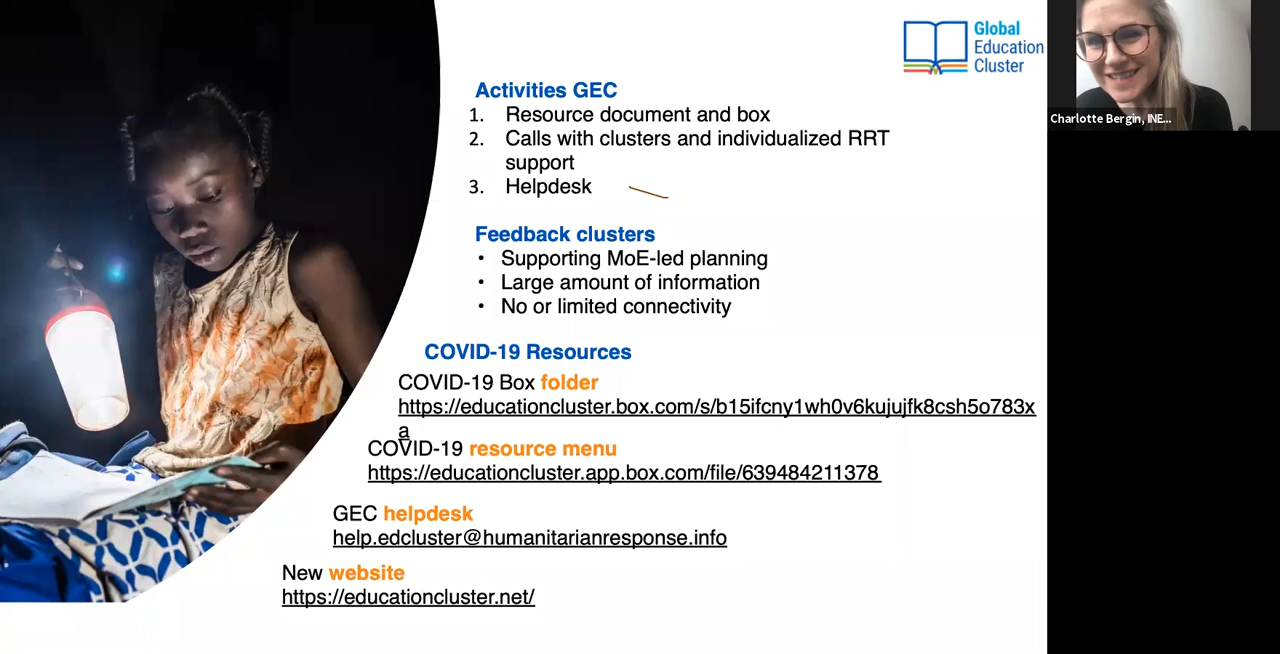 Global
Education
Cluster
Charlotte Bergin, INE...
Activities GEC
1. Resource document and box
2. Calls with clusters and individualized RRT
support
3. Helpdesk
Feedback clusters
• Supporting MoE-led planning
• Large amount of information
• No or limited connectivity
COVID-19 Resources
COVID-19 Box folder
https://educationcluster.box.com/s/b15ifcny1wh0v6kujujfk8csh5o783x
a
COVID-19 resource menu
https://educationcluster.app.box.com/file/639484211378
GEC helpdesk
help.edcluster@humanitarianresponse.info
New website
https://educationcluster.net/